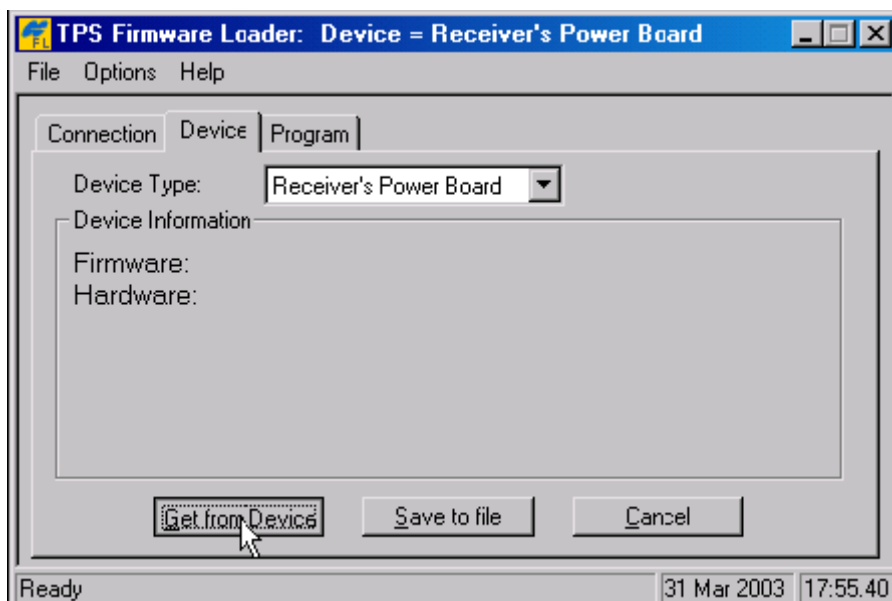 FL TPS Firmware Loader: Device = Receiver's Power Board
File Options Help
Connection Device Program
Device Type: Receiver's Power Board
Device Information
Firmware:
Hardware:
Get from Device Save to file Cancel
Ready 31 Mar 2003 17:55.40